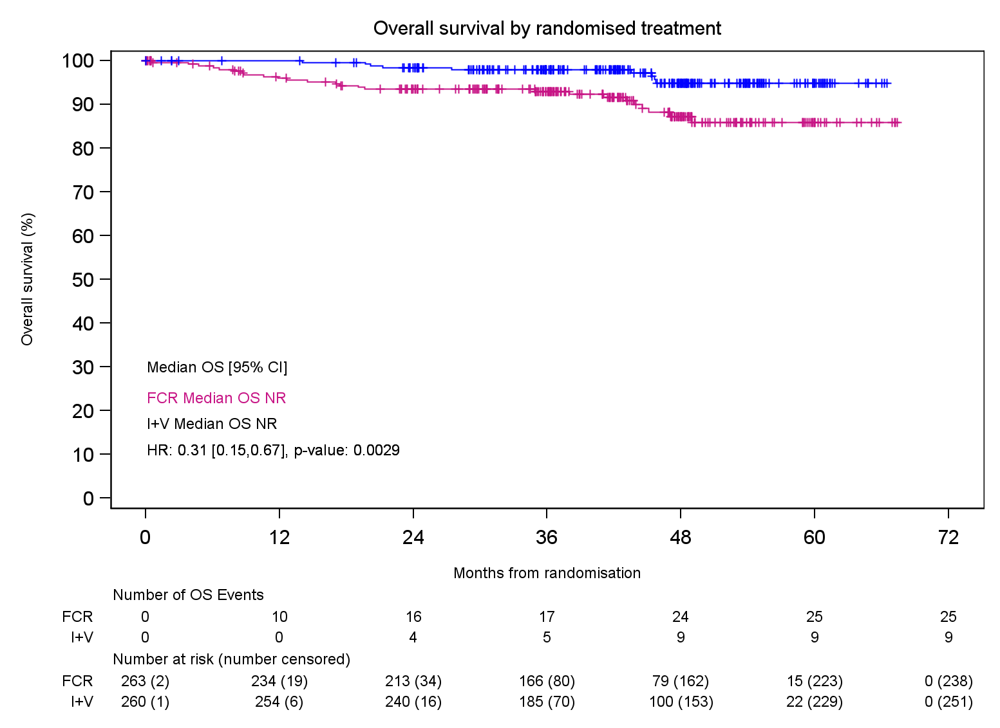 Overall survival by randomised treatment
Overall survival (%)
100
90
80
70
60
50
40
30
20
10
0
Median OS [95% CI]
FCR Median OS NR
I+V Median OS NR
HR: 0.31 [0.15,0.67], p-value: 0.0029
0 12 24 36 48 60 72
Months from randomisation
Number of OS Events
FCR 0 10 16 17 24 25 25
I+V 0 0 4 5 9 9 9
Number at risk (number censored)
FCR 263 (2) 234 (19) 213 (34) 166 (80) 79 (162) 15 (223) 0 (238)
I+V 260 (1) 254 (6) 240 (16) 185 (70) 100 (153) 22 (229) 0 (251)